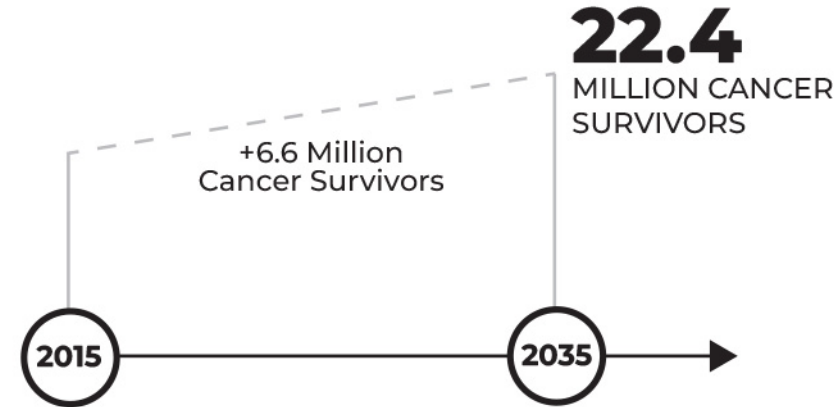 22.4
MILLION CANCER
SURVIVORS
+6.6 Million
Cancer Survivors
2015
2035